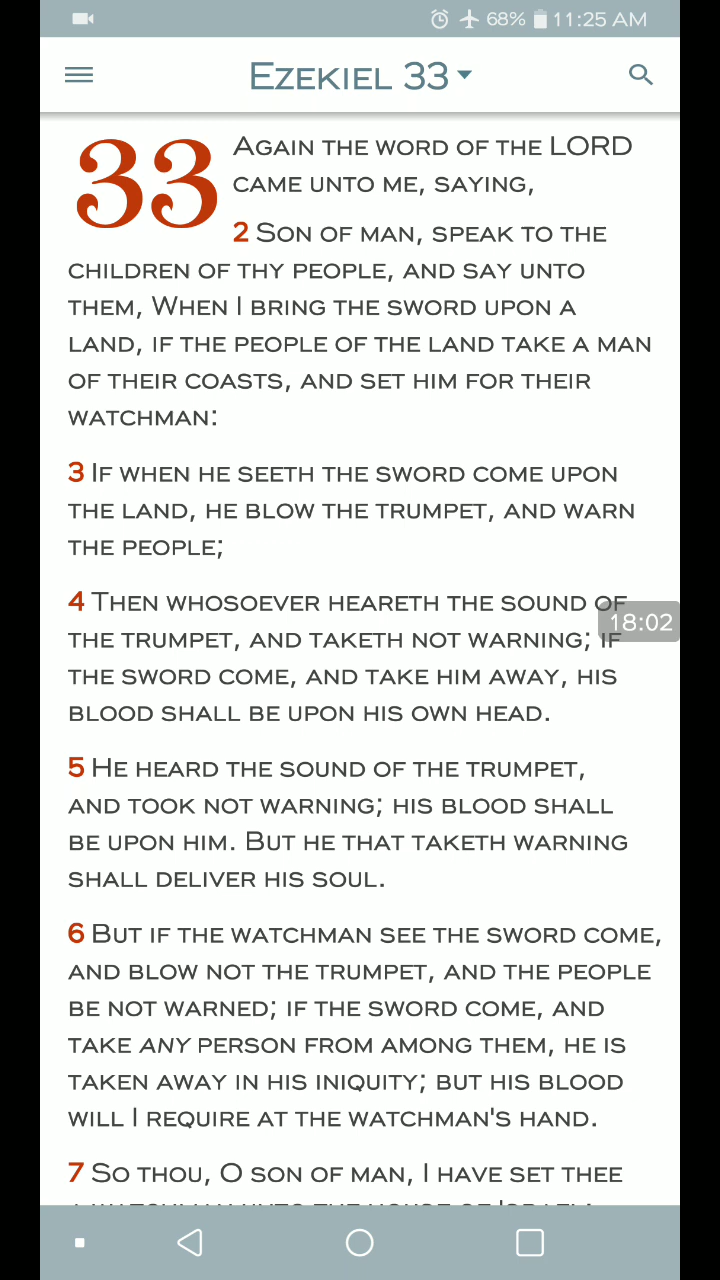 68% 11:25 AM
EZEKIEL 33
33 AGAIN THE WORD OF THE LORD
CAME UNTO ME, SAYING,
2 SON OF MAN, SPEAK TO THE
CHILDREN OF THY PEOPLE, AND SAY UNTO
THEM, WHEN I BRING THE SWORD UPON A
LAND, IF THE PEOPLE OF THE LAND TAKE A MAN
OF THEIR COASTS, AND SET HIM FOR THEIR
WATCHMAN:
3 IF WHEN HE SEETH THE SWORD COME UPON
THE LAND, HE BLOW THE TRUMPET, AND WARN
THE PEOPLE;
4 THEN WHOSOEVER HEARETH THE SOUND OF
18:02
THE TRUMPET, AND TAKETH NOT WARNING; IF
THE SWORD COME, AND TAKE HIM AWAY, HIS
BLOOD SHALL BE UPON HIS OWN HEAD.
5 HE HEARD THE SOUND OF THE TRUMPET,
AND TOOK NOT WARNING; HIS BLOOD SHALL
BE UPON HIM. BUT HE THAT TAKETH WARNING
SHALL DELIVER HIS SOUL.
6 BUT IF THE WATCHMAN SEE THE SWORD COME,
AND BLOW NOT THE TRUMPET, AND THE PEOPLE
BE NOT WARNED; IF THE SWORD COME, AND
TAKE ANY PERSON FROM AMONG THEM, HE IS
TAKEN AWAY IN HIS INIQUITY; BUT HIS BLOOD
WILL I REQUIRE AT THE WATCHMAN'S HAND.
7 SO THOU, O SON OF MAN, I HAVE SET THEE